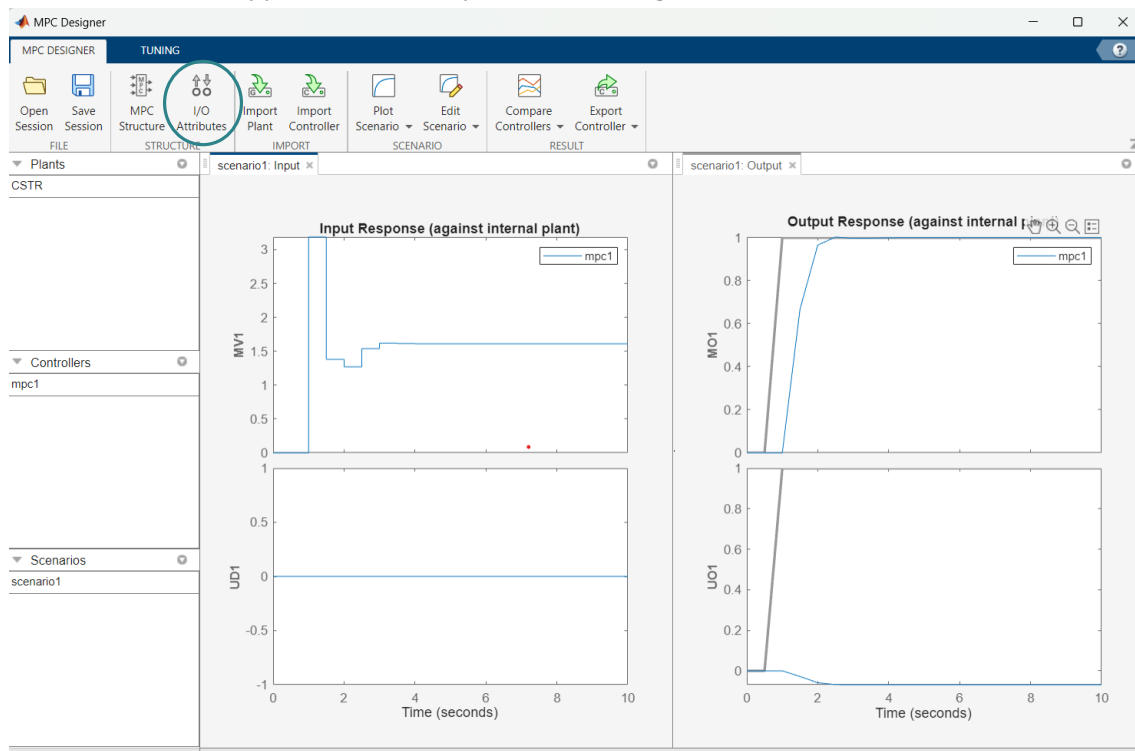 MPC Designer
MPC DESIGNER TUNING
Open Session
Save Session
MPC Structure
I/O Attributes
Import Plant
Import Controller
Plot Scenario
Edit Scenario
Compare Controllers
Export Controller
FILE STRUCTURE IMPORT SCENARIO RESULT
Plants
CSTR
Controllers
mpc1
Scenarios
scenario1
scenario1: Input
Input Response (against internal plant)
mpc1
MV1
3
2.5
2
1.5
1
0.5
0
UD1
1
0.5
0
-0.5
-1
0 2 4 6 8 10
Time (seconds)
scenario1: Output
Output Response (against internal
mpc1
MO1
1
0.8
0.6
0.4
0.2
0
UO1
1
0.8
0.6
0.4
0.2
0
0 2 4 6 8 10
Time (seconds)